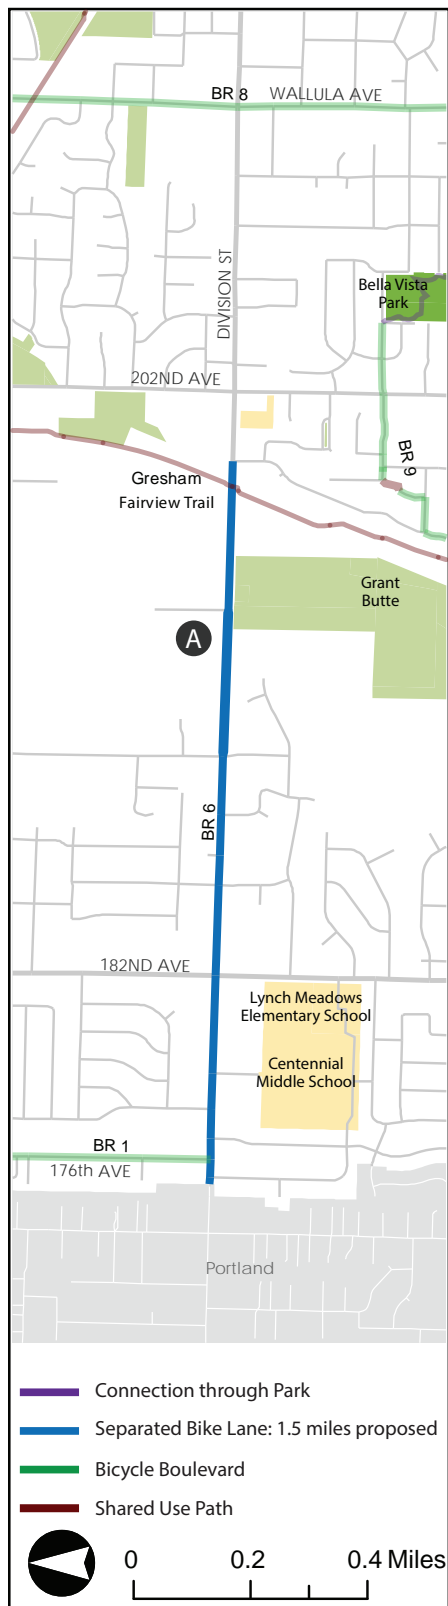 BR 8 WALLULA AVE
DIVISION ST
Bella Vista
Park
202ND AVE
BR 9
Gresham
Fairview Trail
Grant
Butte
A
BR 6
182ND AVE
Lynch Meadows
Elementary School
Centennial
Middle School
BR 1
176th AVE
Portland
Connection through Park
Separated Bike Lane: 1.5 miles proposed
Bicycle Boulevard
Shared Use Path
0 0.2 0.4 Miles